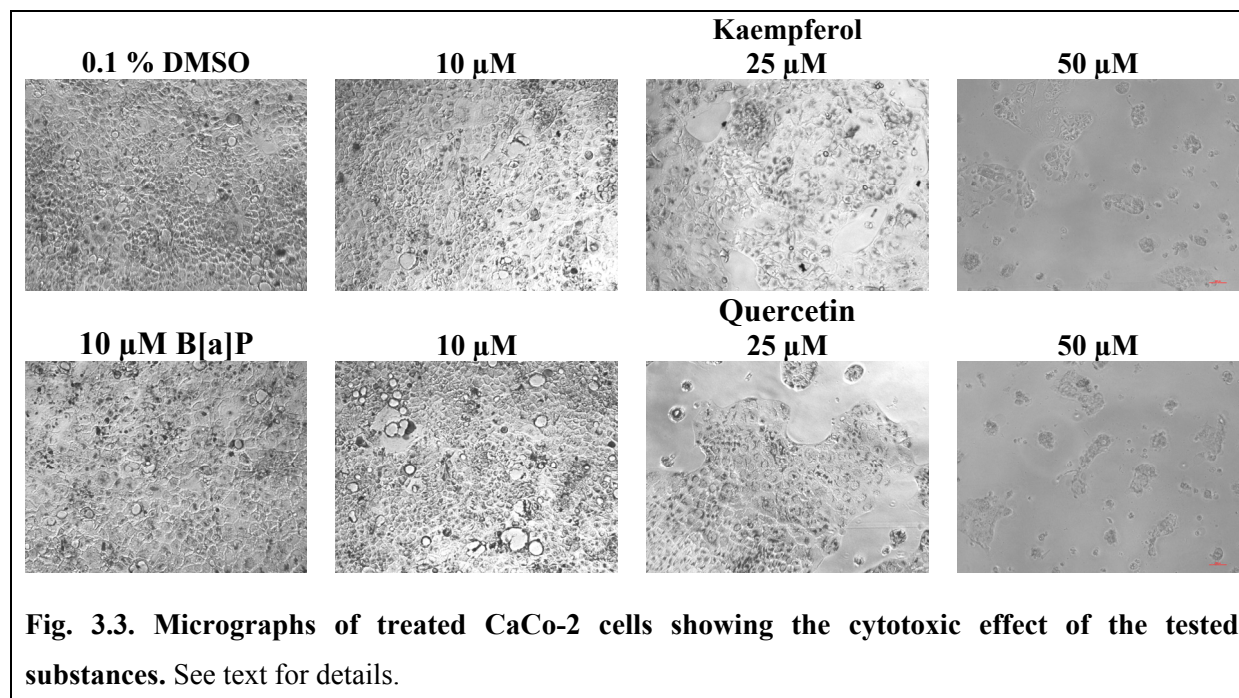 Kaempferol
0.1 % DMSO 10 µM 25 µM 50 µM
Quercetin
10 µM B[a]P 10 µM 25 µM 50 µM
Fig. 3.3. Micrographs of treated CaCo-2 cells showing the cytotoxic effect of the tested
substances. See text for details.